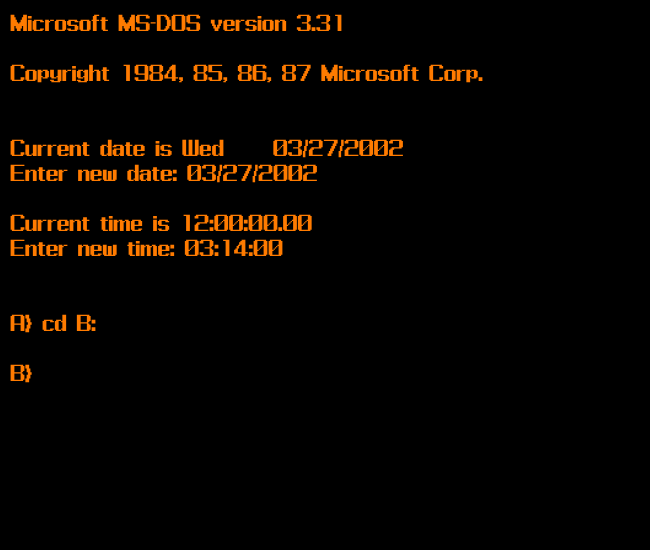 Microsoft MS-DOS version 3.31
Copyright 1984, 85, 86, 87 Microsoft Corp.
Current date is Wed 03/27/2002
Enter new date: 03/27/2002
Current time is 12:00:00.00
Enter new time: 03:14:00
A} cd B:
B}